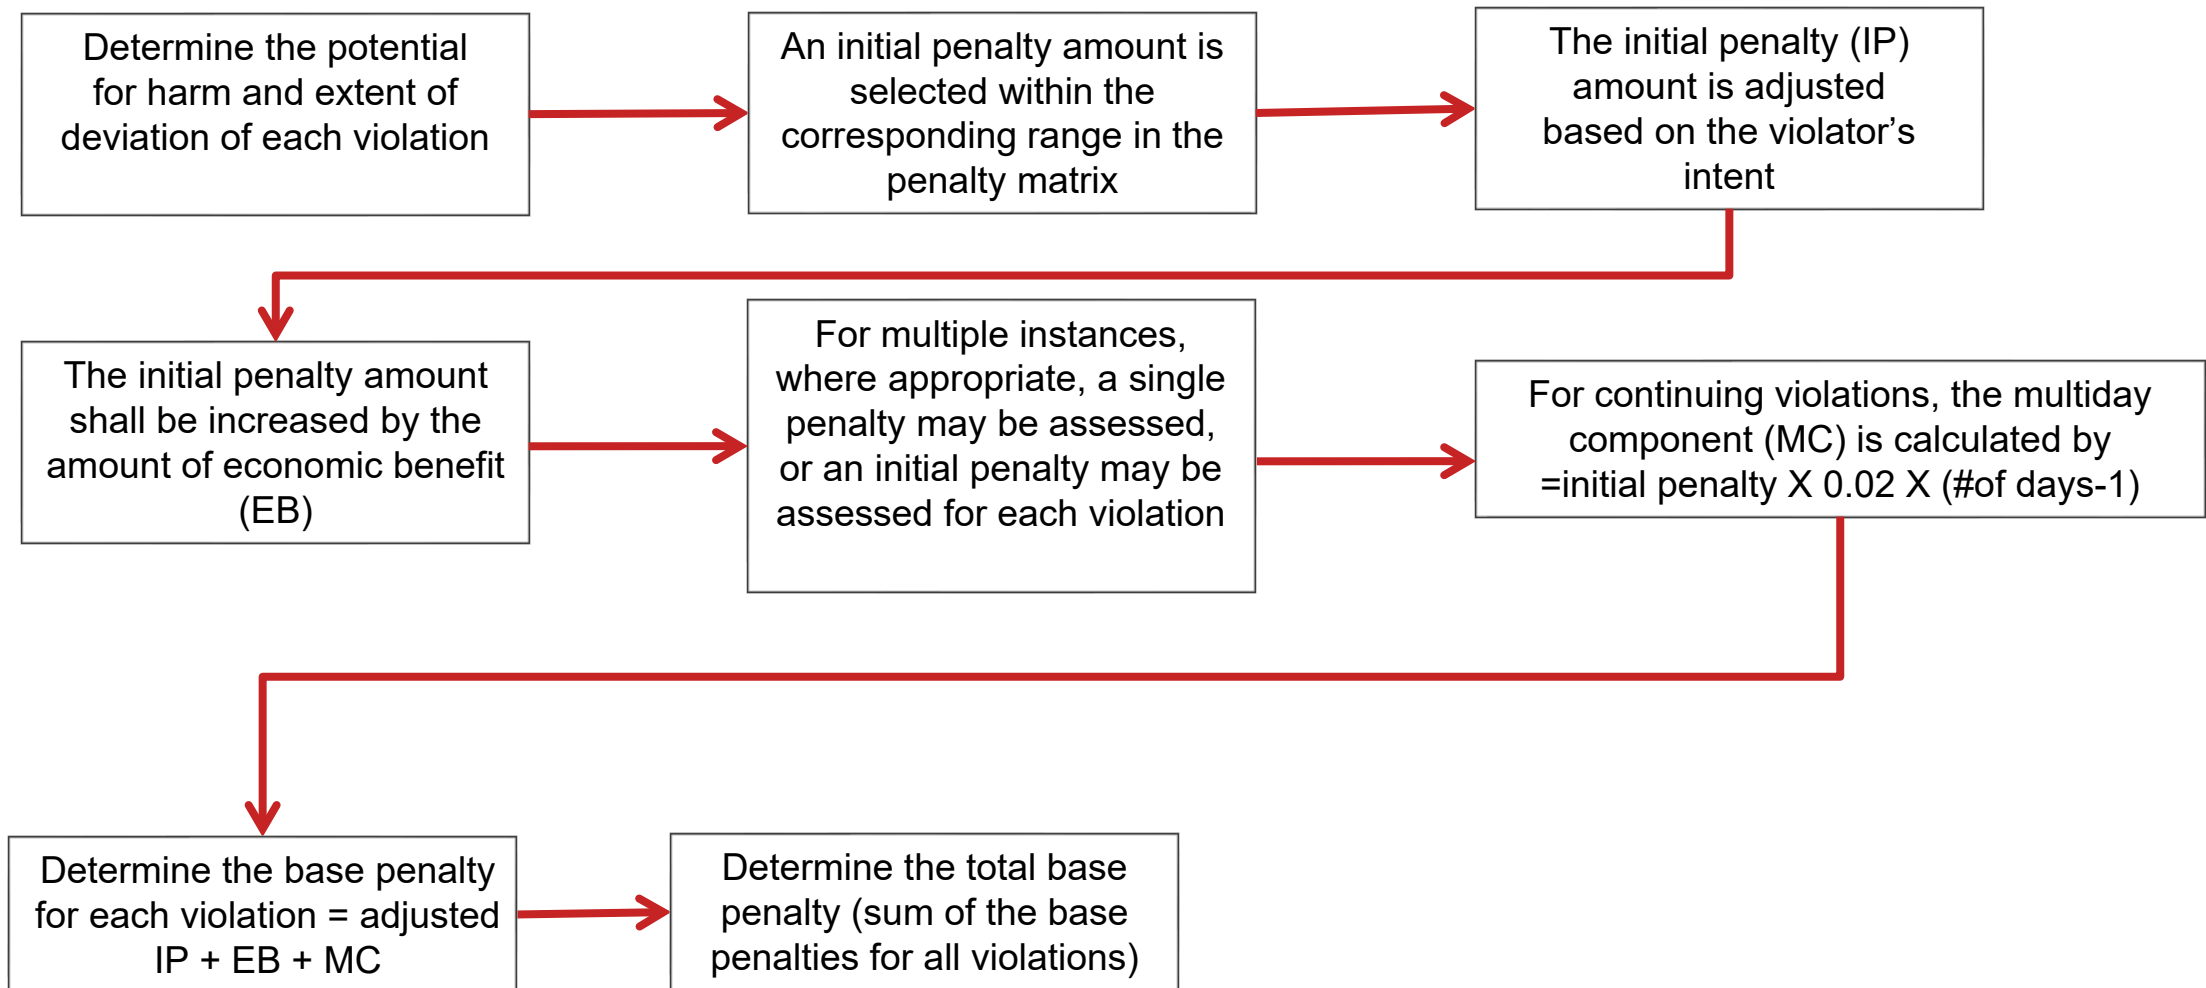 Determine the potential
for harm and extent of
deviation of each violation
An initial penalty amount is
selected within the
corresponding range in the
penalty matrix
The initial penalty (IP)
amount is adjusted
based on the violator’s
intent
The initial penalty amount
shall be increased by the
amount of economic benefit
(EB)
For multiple instances,
where appropriate, a single
penalty may be assessed,
or an initial penalty may be
assessed for each violation
For continuing violations, the multiday
component (MC) is calculated by
=initial penalty X 0.02 X (#of days-1)
Determine the base penalty
for each violation = adjusted
IP + EB + MC
Determine the total base
penalty (sum of the base
penalties for all violations)